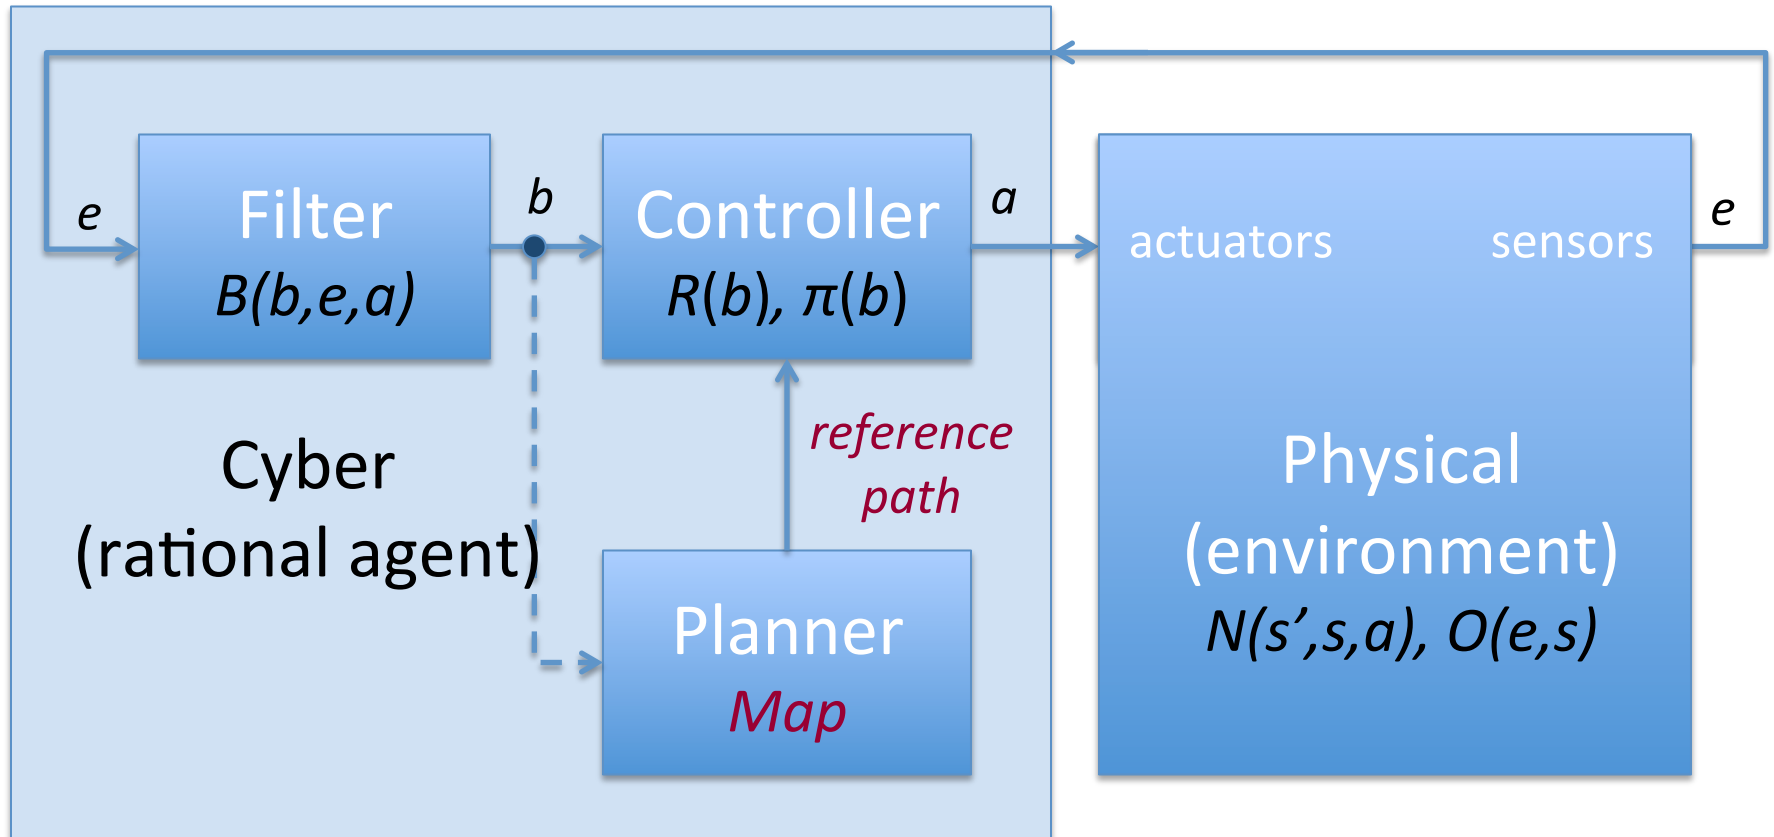 e
Filter
B(b,e,a)
b
Controller
R(b), π(b)
a
actuators
sensors
e
Cyber
(rational agent)
reference
path
Planner
Map
Physical
(environment)
N(s’,s,a), O(e,s)